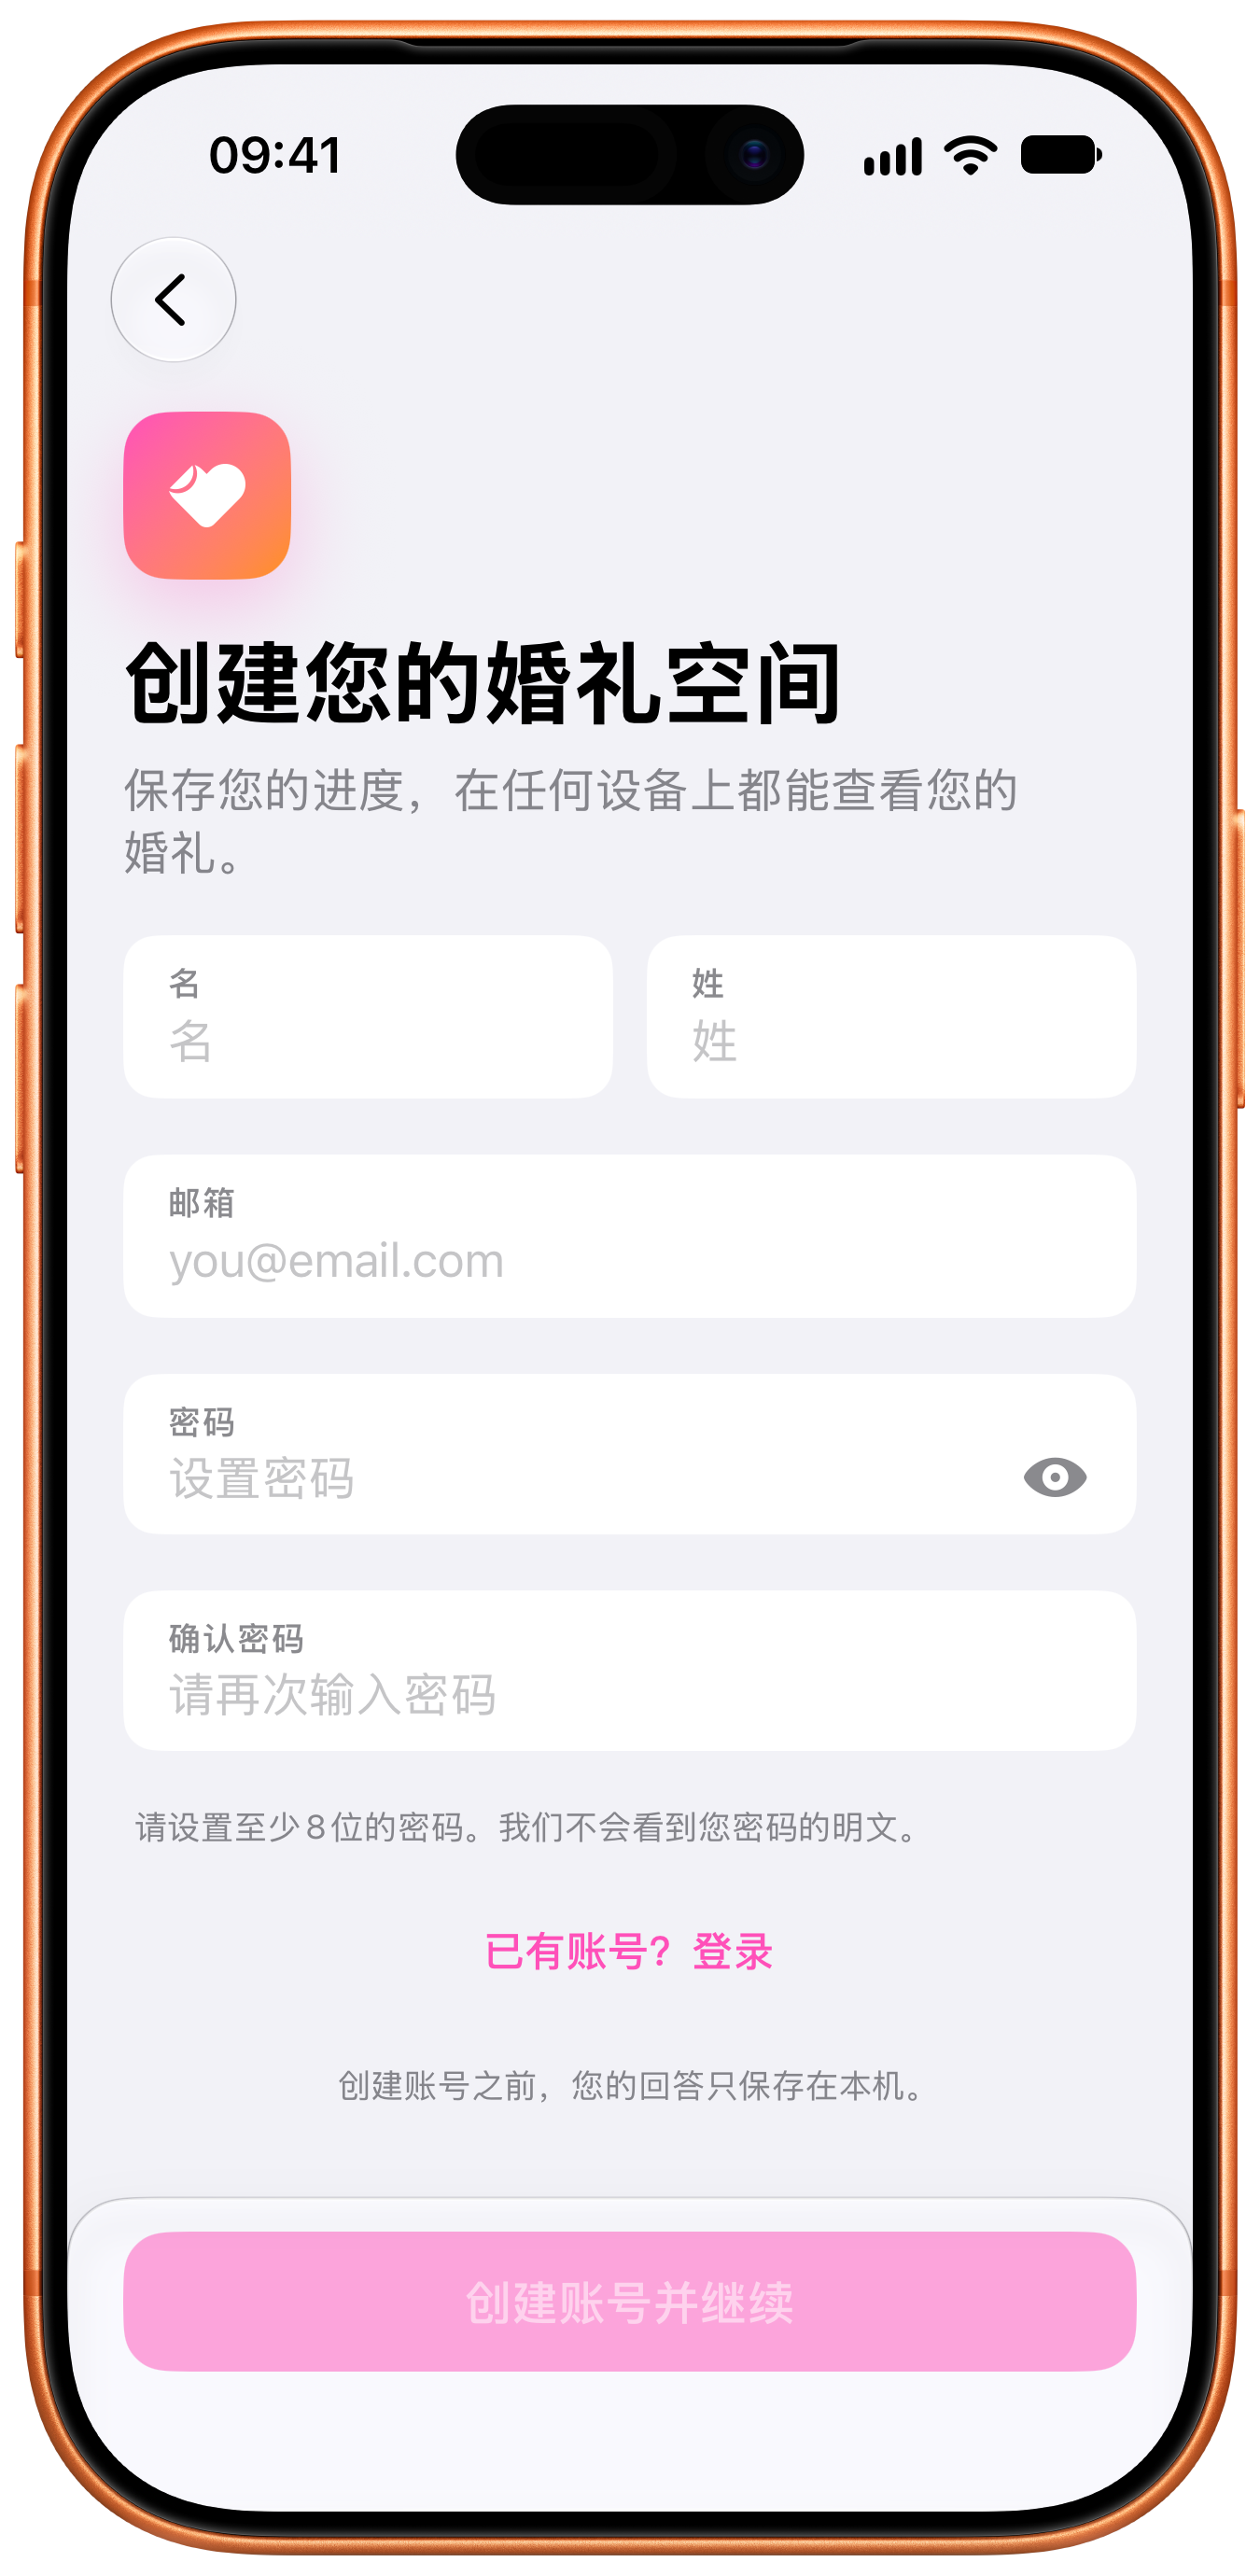 09:41
创建您的婚礼空间
保存您的进度，在任何设备上都能查看您的
婚礼。
名
名
姓
姓
邮箱
you@email.com
密码
设置密码
确认密码
请再次输入密码
请设置至少8位的密码。我们不会看到您密码的明文。
已有账号？登录
创建账号之前，您的回答只保存在本机。
创建账号并继续